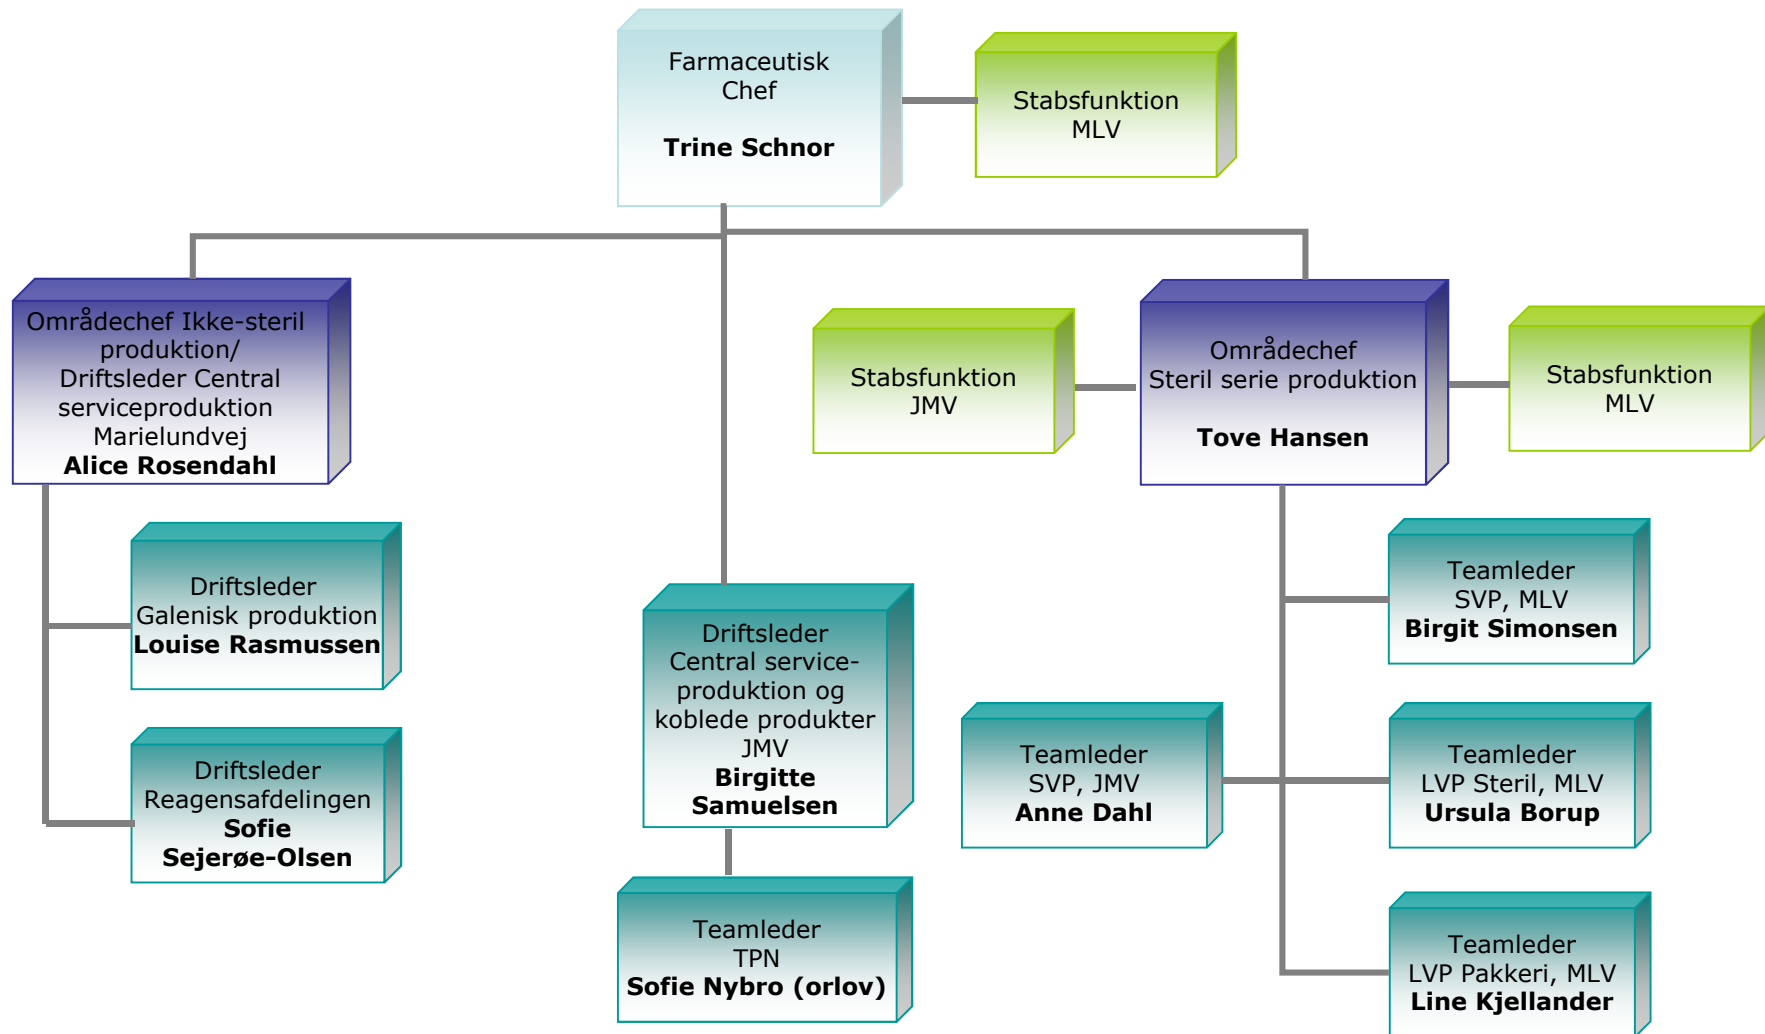 Farmaceutisk
Chef
Trine Schnor
Stabsfunktion
MLV
Områdechef Ikke-steril
produktion/
Driftsleder Central
serviceproduktion
Marielundvej
Alice Rosendahl
Stabsfunktion
JMV
Områdechef
Steril serie produktion
Tove Hansen
Stabsfunktion
MLV
Driftsleder
Galenisk produktion
Louise Rasmussen
Driftsleder
Reagensafdelingen
Sofie
Sejerøe-Olsen
Driftsleder
Central service-
produktion og
koblede produkter
JMV
Birgitte
Samuelsen
Teamleder
TPN
Sofie Nybro (orlov)
Teamleder
SVP, MLV
Birgit Simonsen
Teamleder
SVP, JMV
Anne Dahl
Teamleder
LVP Steril, MLV
Ursula Borup
Teamleder
LVP Pakkeri, MLV
Line Kjellander